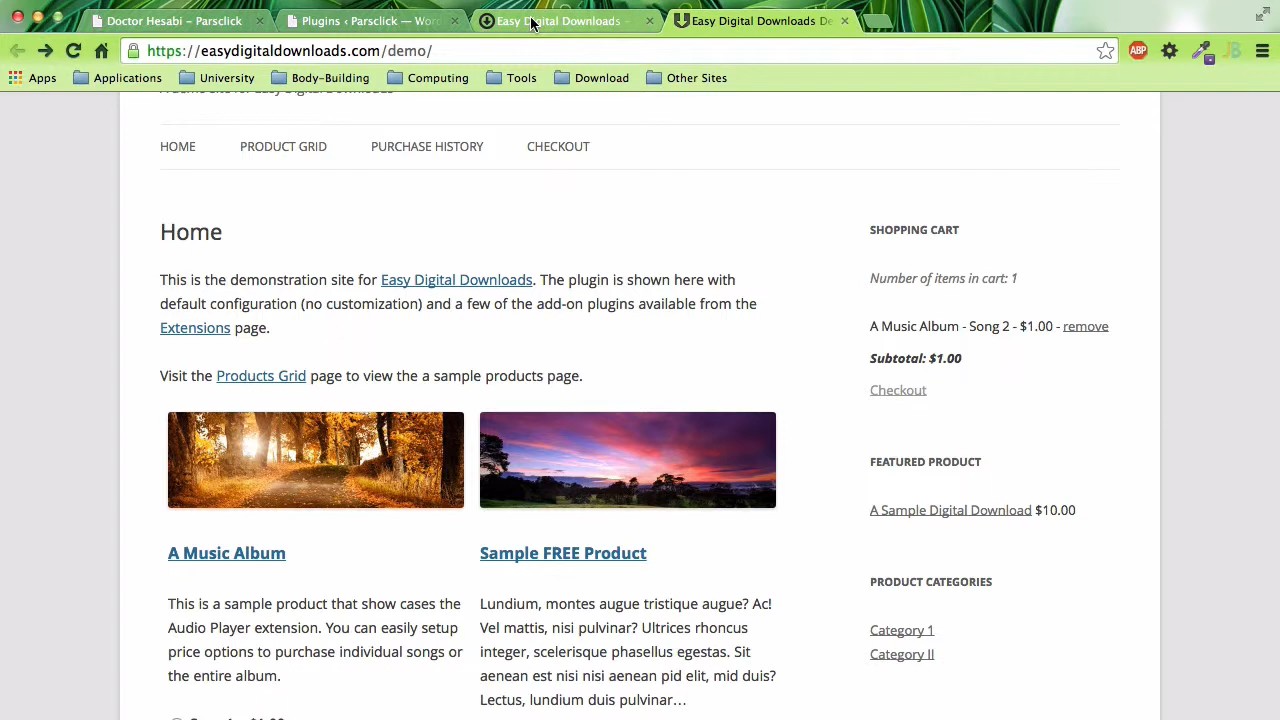 Doctor Hesabi – Parsclick
Plugins ‹ Parsclick — Wor
Easy Digital Downloads –
Easy Digital Downloads De
https://easydigitaldownloads.com/demo/
ABP
Apps
Applications
University
Body-Building
Computing
Tools
Download
Other Sites
A demo site for Easy Digital Downloads
HOME
PRODUCT GRID
PURCHASE HISTORY
CHECKOUT
Home
This is the demonstration site for Easy Digital Downloads. The plugin is shown here with
default configuration (no customization) and a few of the add-on plugins available from the
Extensions page.
Visit the Products Grid page to view the a sample products page.
A Music Album
This is a sample product that show cases the
Audio Player extension. You can easily setup
price options to purchase individual songs or
the entire album.
Sample FREE Product
Lundium, montes augue tristique augue? Ac!
Vel mattis, nisi pulvinar? Ultrices rhoncus
integer, scelerisque phasellus egestas. Sit
aenean est nisi nisi aenean pid elit, mid duis?
Lectus, lundium duis pulvinar…
SHOPPING CART
Number of items in cart: 1
A Music Album - Song 2 - $1.00 - remove
Subtotal: $1.00
Checkout
FEATURED PRODUCT
A Sample Digital Download $10.00
PRODUCT CATEGORIES
Category 1
Category II